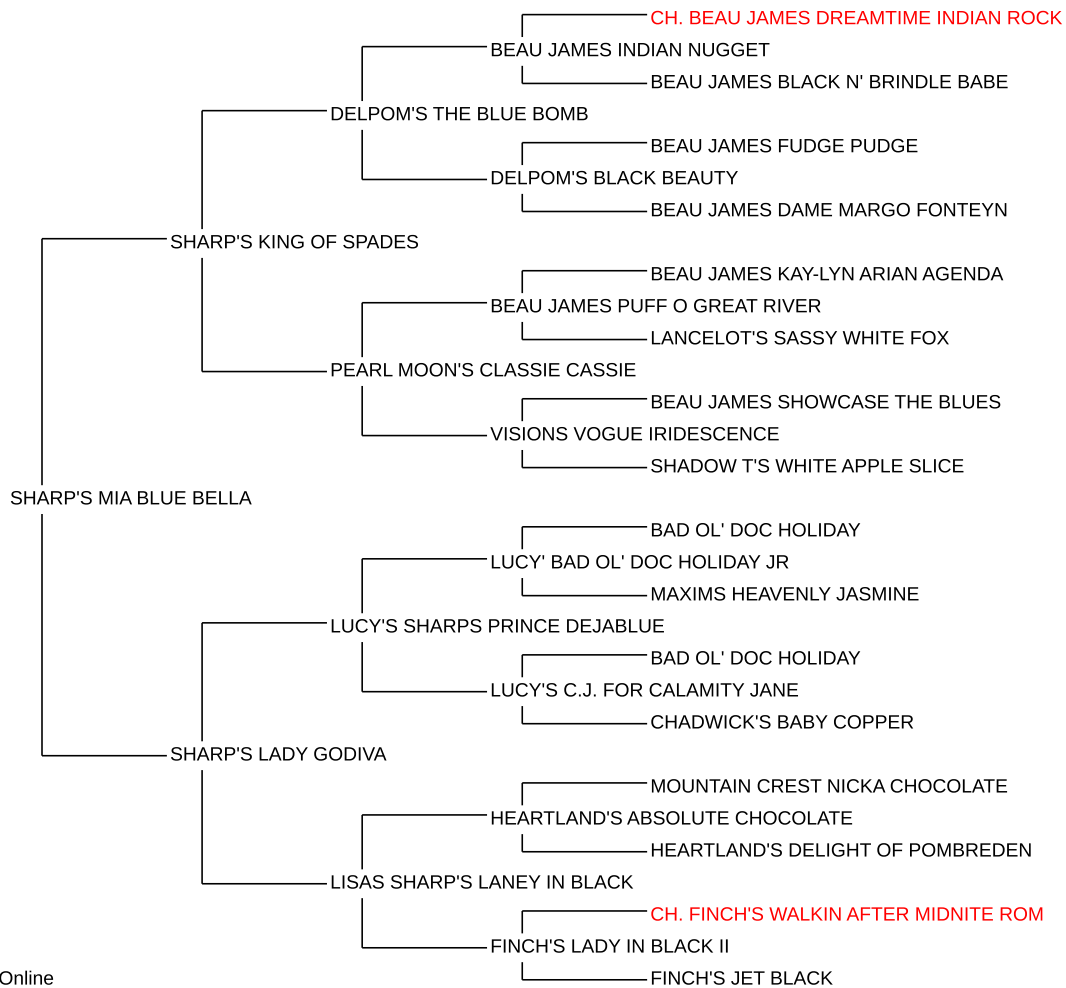 CH. BEAU JAMES DREAMTIME INDIAN ROCK
BEAU JAMES INDIAN NUGGET
BEAU JAMES BLACK N' BRINDLE BABE
DELPOM'S THE BLUE BOMB
BEAU JAMES FUDGE PUDGE
DELPOM'S BLACK BEAUTY
BEAU JAMES DAME MARGO FONTEYN
SHARP'S KING OF SPADES
BEAU JAMES KAY-LYN ARIAN AGENDA
BEAU JAMES PUFF O GREAT RIVER
LANCELOT'S SASSY WHITE FOX
PEARL MOON'S CLASSIE CASSIE
BEAU JAMES SHOWCASE THE BLUES
VISIONS VOGUE IRIDESCENCE
SHADOW T'S WHITE APPLE SLICE
SHARP'S MIA BLUE BELLA
BAD OL' DOC HOLIDAY
LUCY' BAD OL' DOC HOLIDAY JR
MAXIMS HEAVENLY JASMINE
LUCY'S SHARPS PRINCE DEJABLUE
BAD OL' DOC HOLIDAY
LUCY'S C.J. FOR CALAMITY JANE
CHADWICK'S BABY COPPER
SHARP'S LADY GODIVA
MOUNTAIN CREST NICKA CHOCOLATE
HEARTLAND'S ABSOLUTE CHOCOLATE
HEARTLAND'S DELIGHT OF POMBREDEN
LISAS SHARP'S LANEY IN BLACK
CH. FINCH'S WALKIN AFTER MIDNITE ROM
FINCH'S LADY IN BLACK II
FINCH'S JET BLACK
Online